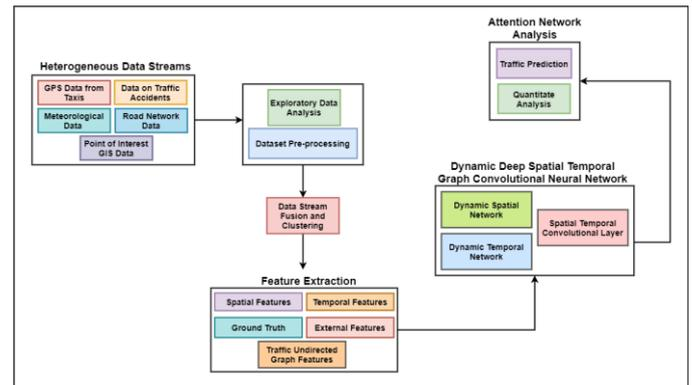 Heterogeneous Data Streams
GPS Data from
Taxis
Data on Traffic
Accidents
Meteorological
Data
Road Network
Data
Point of Interest
GIS Data
Exploratory Data
Analysis
Dataset Pre-processing
Data Stream
Fusion and
Clustering
Feature Extraction
Spatial Features
Temporal Features
Ground Truth
External Features
Traffic Undirected
Graph Features
Dynamic Deep Spatial Temporal
Graph Convolutional Neural Network
Dynamic Spatial
Network
Dynamic Temporal
Network
Spatial Temporal
Convolutional Layer
Attention Network
Analysis
Traffic Prediction
Quantitate
Analysis